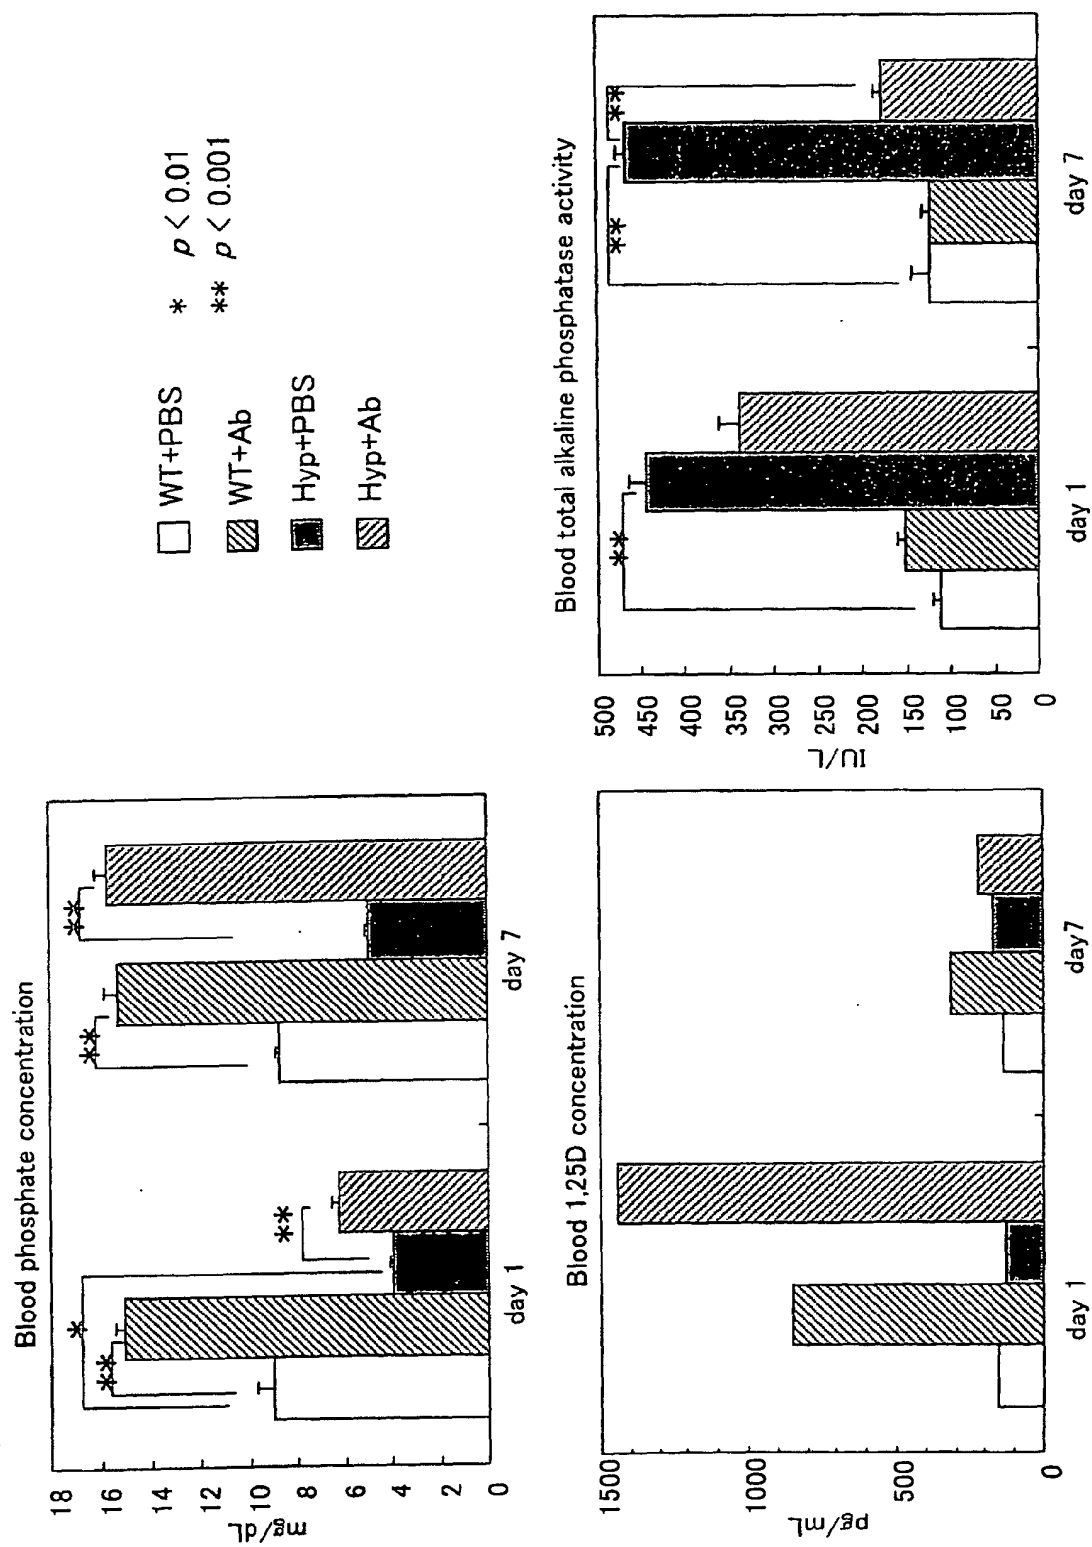 Blood phosphate concentration
mg/dL
18
16
14
12
10
8
6
4
2
0
*
**
**
**
**
day 1
day 7
WT+PBS
WT+Ab
Hyp+PBS
Hyp+Ab
* p < 0.01
** p < 0.001
Blood 1,25D concentration
pg/mL
1500
1000
500
0
day 1
day7
Blood total alkaline phosphatase activity
IU/L
500
450
400
350
300
250
200
150
100
50
0
**
**
**
day 1
day 7